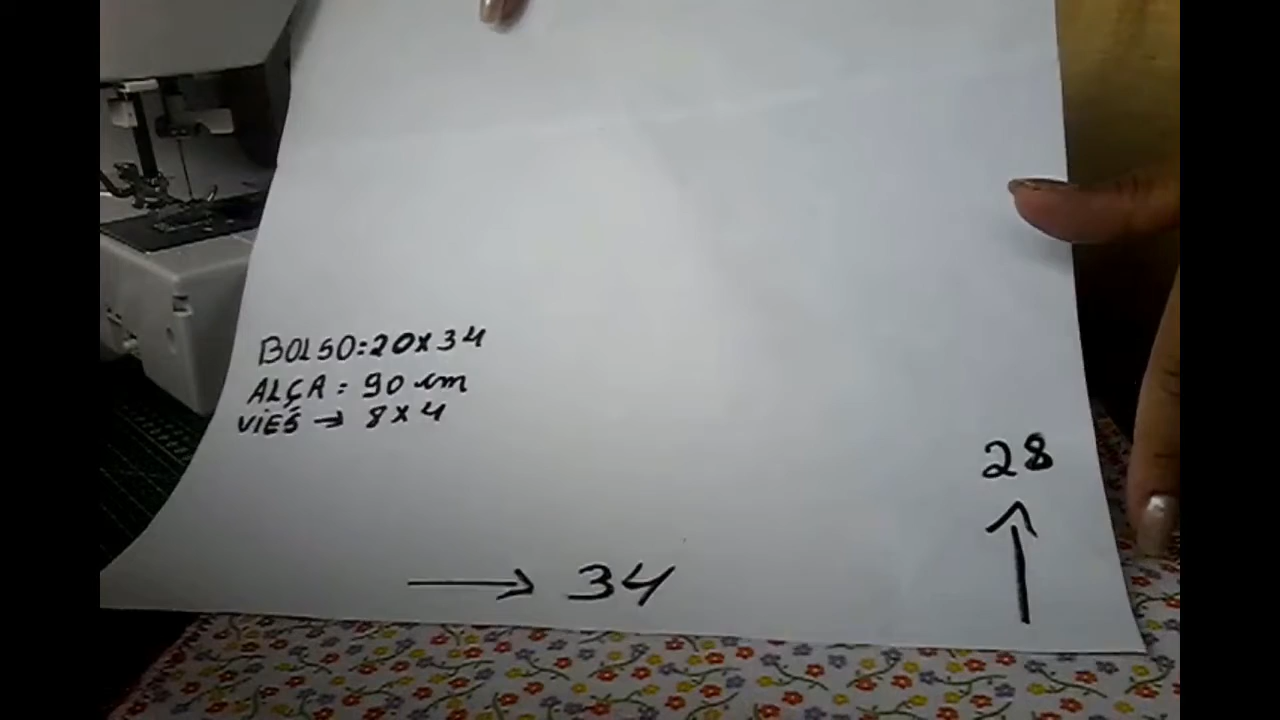 BOLSO:20x34
ALÇA = 90 cm
VIÉS → 8x4
28
↑
→ 34